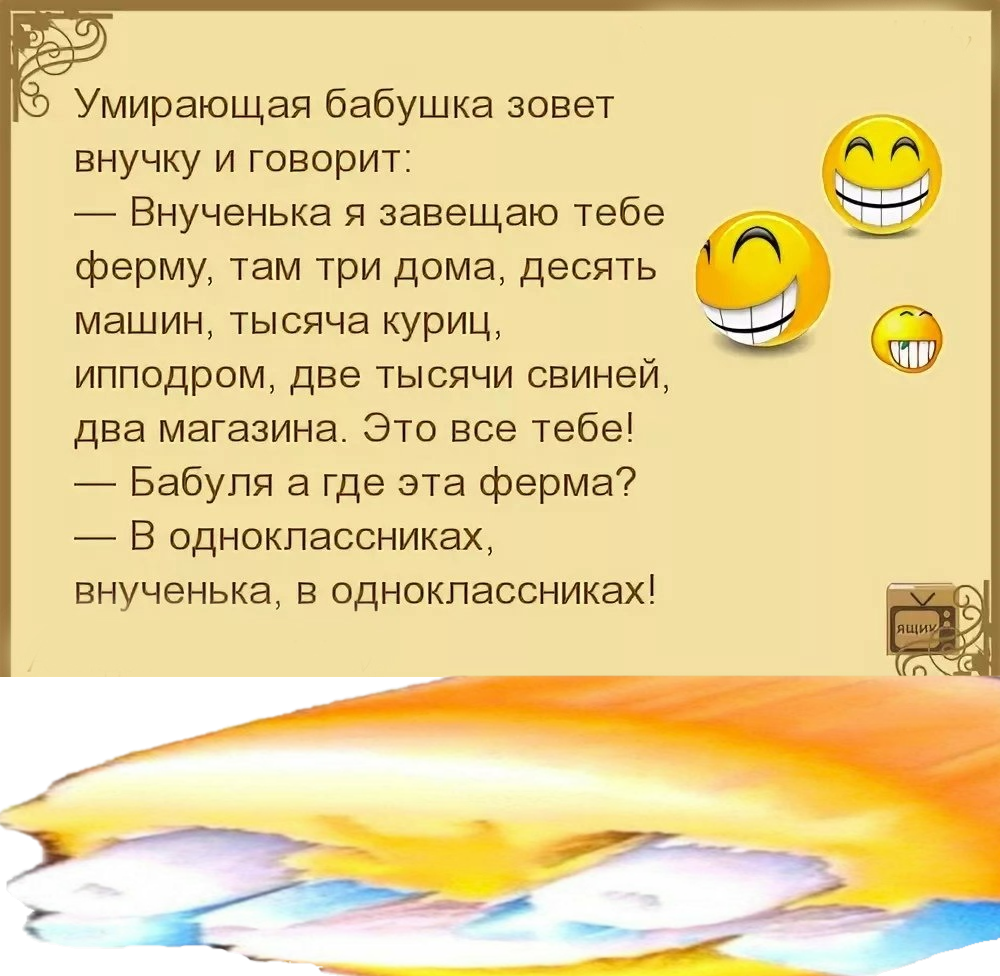 Умирающая бабушка зовет
внучку и говорит:
— Внученька я завещаю тебе
ферму, там три дома, десять
машин, тысяча куриц,
ипподром, две тысячи свиней,
два магазина. Это все тебе!
— Бабуля а где эта ферма?
— В одноклассниках,
внученька, в одноклассниках!
ящик